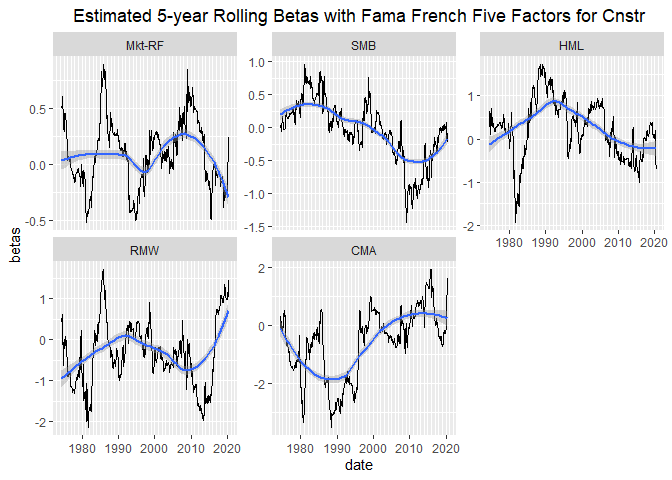 Estimated 5-year Rolling Betas with Fama French Five Factors for Cnstr
Mkt-RF
SMB
HML
0.5
0.0
-0.5
1.0
0.5
0.0
-0.5
-1.0
-1.5
1
0
-1
-2
1980 1990 2000 2010 2020
betas
RMW
CMA
1
0
-1
-2
2
0
-2
1980 1990 2000 2010 2020
1980 1990 2000 2010 2020
date